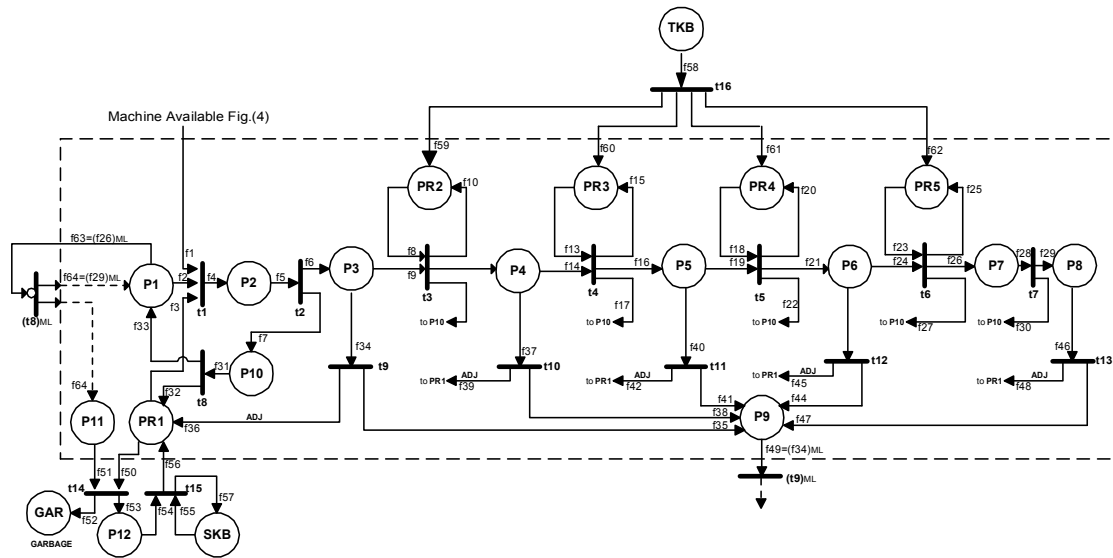 TKB
f58
t16
Machine Available Fig.(4)
f59
f60
f61
f62
PR2
f10
PR3
f15
PR4
f20
PR5
f25
f63=(f26)ML
f1
f64=(f29)ML
P1
f2
f3
f4
t1
P2
f5
f6
t2
P3
f8
f9
t3
P4
f13
f14
t4
f16
P5
f18
f19
t5
f21
P6
f23
f24
t6
f26
P7
f28
f29
t7
P8
(t8)ML
f33
f7
f34
to P10
f17
to P10
f22
to P10
to P10
f27
to P10
f30
f64
f31
P10
t8
f32
t9
f37
t10
ADJ
to PR1
f39
f40
t11
ADJ
to PR1
f42
t12
ADJ
to PR1
f45
f46
t13
ADJ
to PR1
f48
P11
PR1
f36
ADJ
f41
f38
f35
P9
f44
f47
f49=(f34)ML
(t9)ML
f51
f50
f56
t14
t15
f57
GAR
f52
f53
f54
f55
GARBAGE
P12
SKB